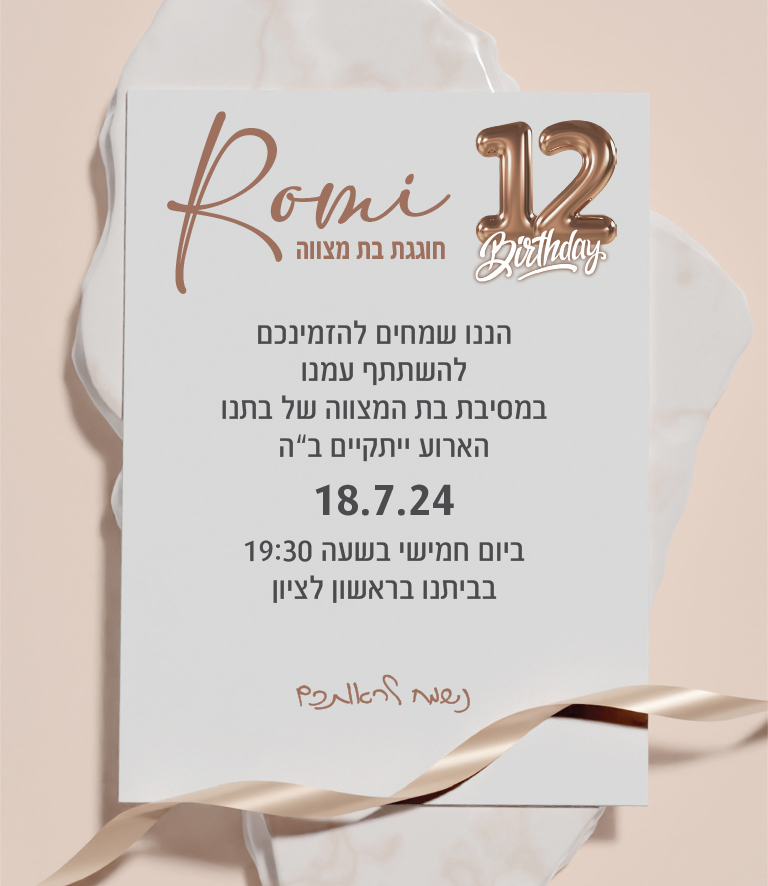 Romi
חוגגת בת מצווה
12
Birthday
הננו שמחים להזמינכם
להשתתף עמנו
במסיבת בת המצווה של בתנו
הארוע ייתקיים ב"ה
18.7.24
ביום חמישי בשעה 19:30
בביתנו בראשון לציון
נשמח להראותכם